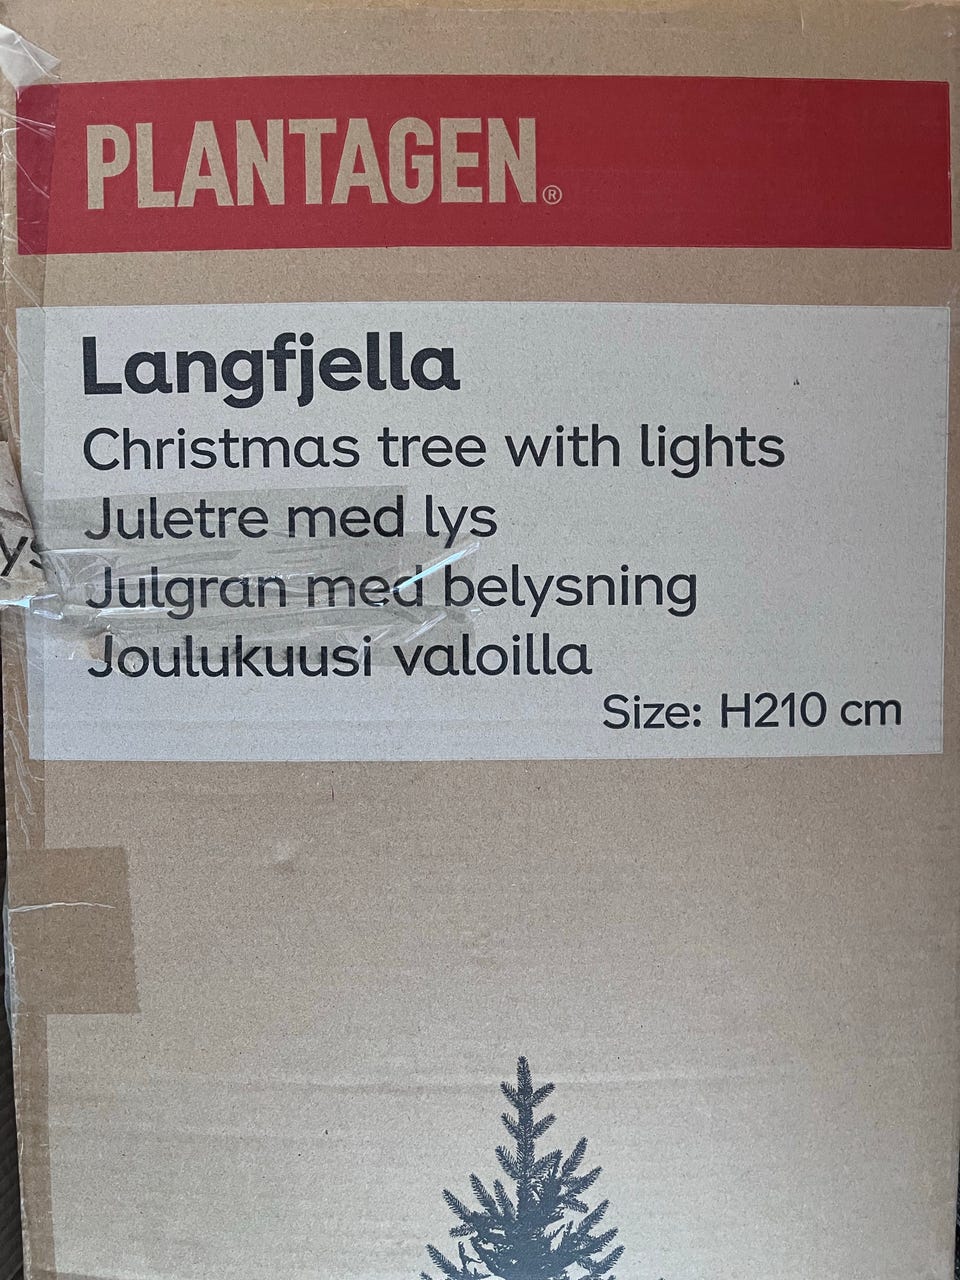 PLANTAGEN®
Langfjella
Christmas tree with lights
Juletre med lys
Julgran med belysning
Joulukuusi valoilla
Size: H210 cm